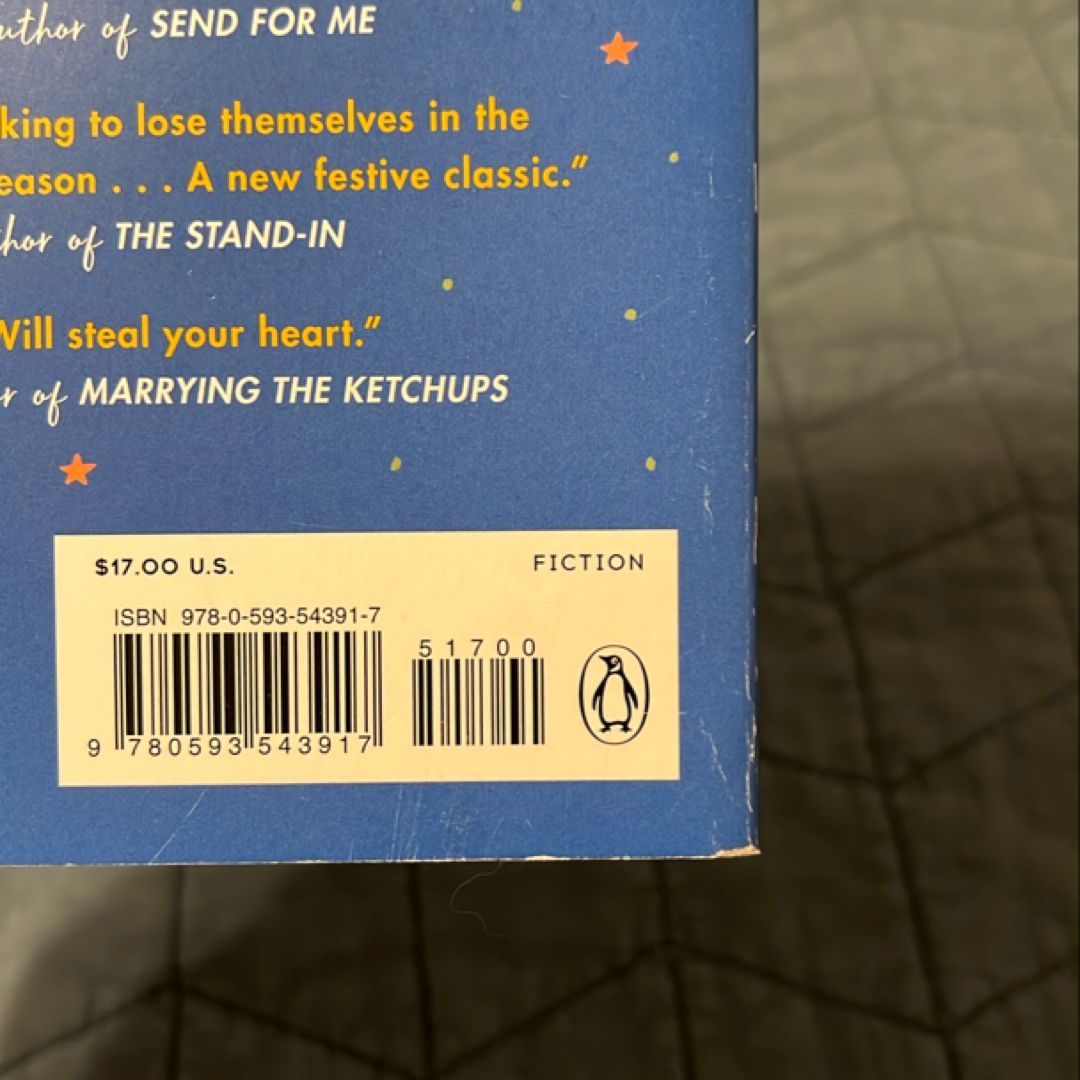 uthor of SEND FOR ME
king to lose themselves in the
eason . . . A new festive classic.”
hor of THE STAND-IN
Will steal your heart.”
r of MARRYING THE KETCHUPS
$17.00 U.S.
FICTION
ISBN 978-0-593-54391-7
51700
9 780593 543917